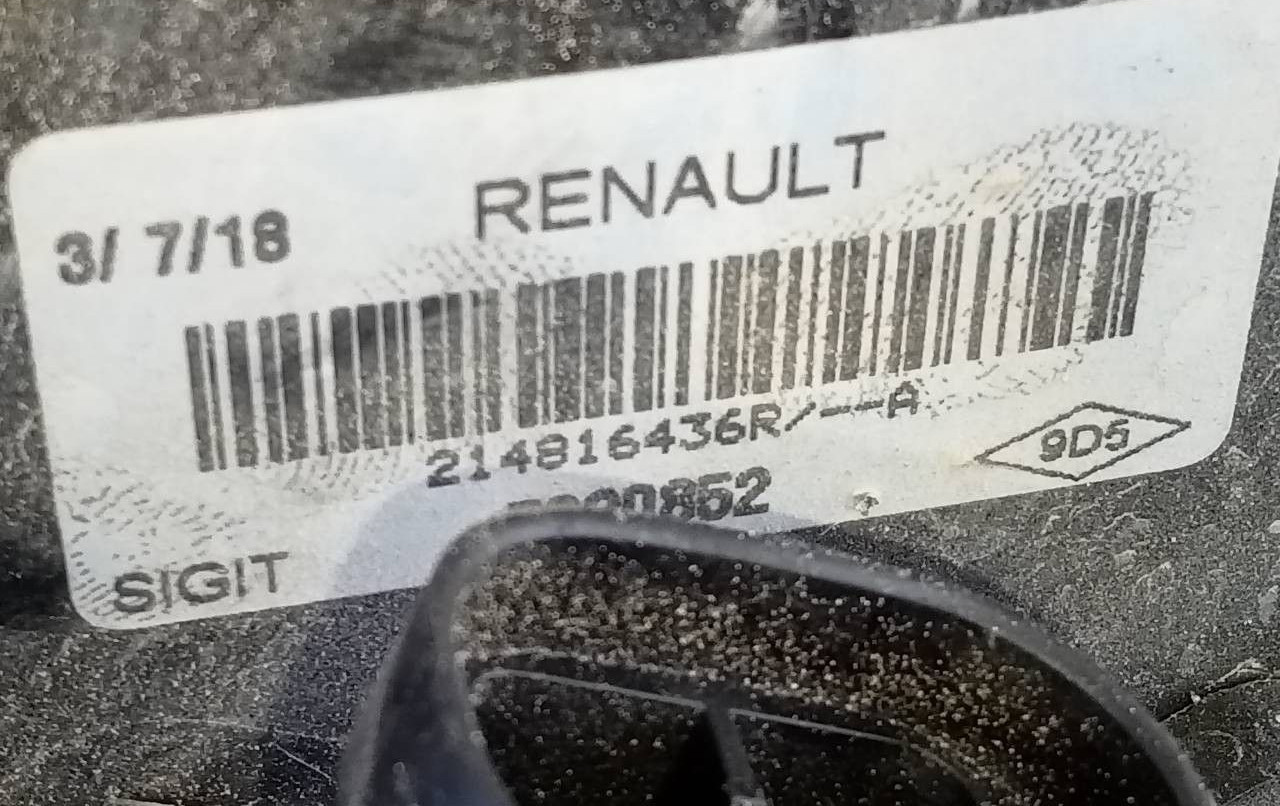 RENAULT
3/ 7/18
214816436R/---A
9D5
SIGIT